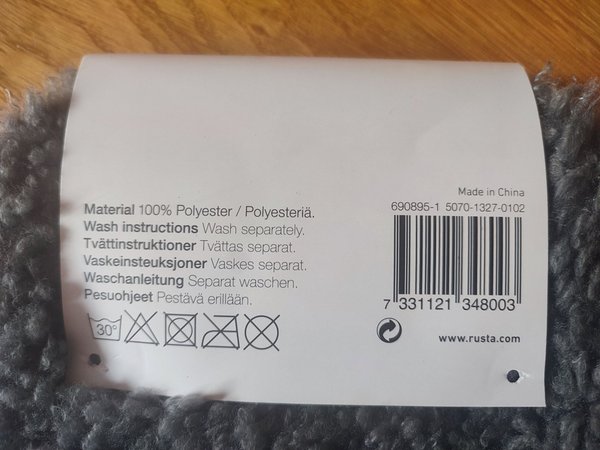 Made in China
690895-1 5070-1327-0102
Material 100% Polyester / Polyesteriä.
Wash instructions Wash separately.
Tvättinstruktioner Tvättas separat.
Vaskeinsteuksjoner Vaskes separat.
Waschanleitung Separat waschen.
Pesuohjeet Pestävä erillään.
30°
7 331121 348003
www.rusta.com